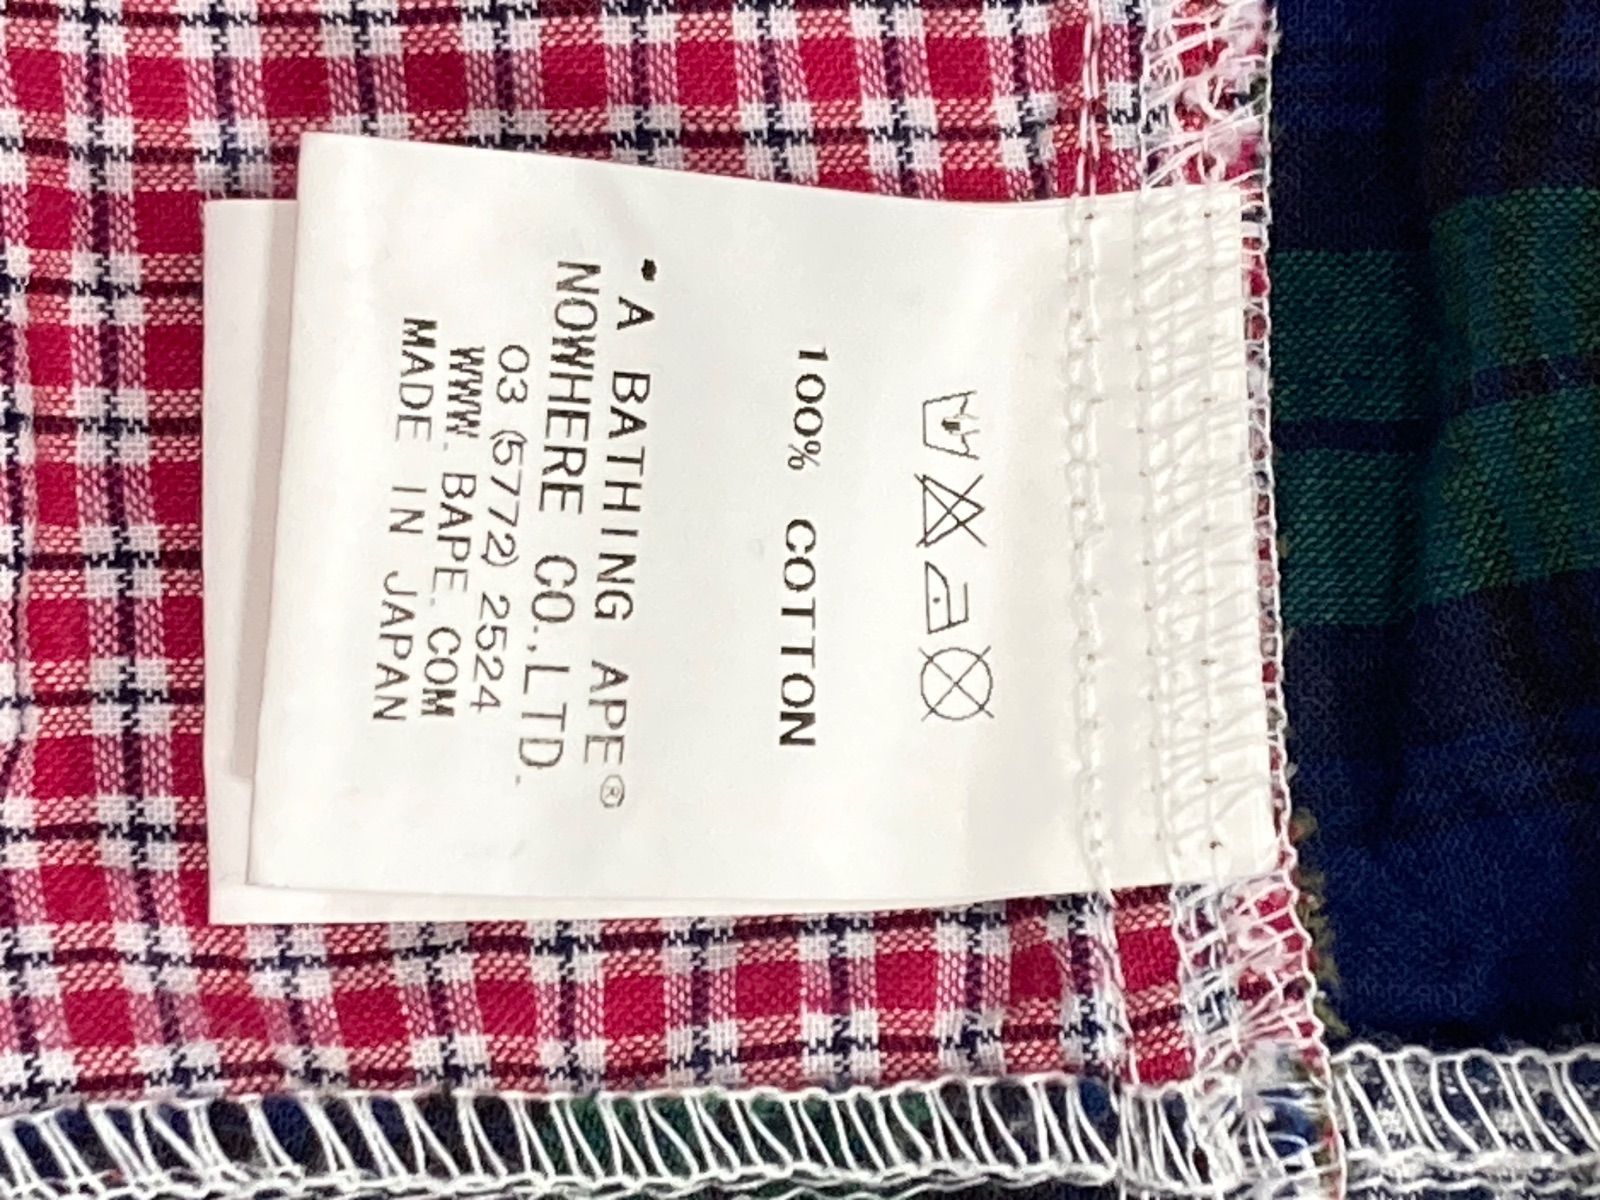 100% COTTON
•A BATHING APE®
NOWHERE CO.,LTD.
03 (5772) 2524
WWW.BAPE.COM
MADE IN JAPAN